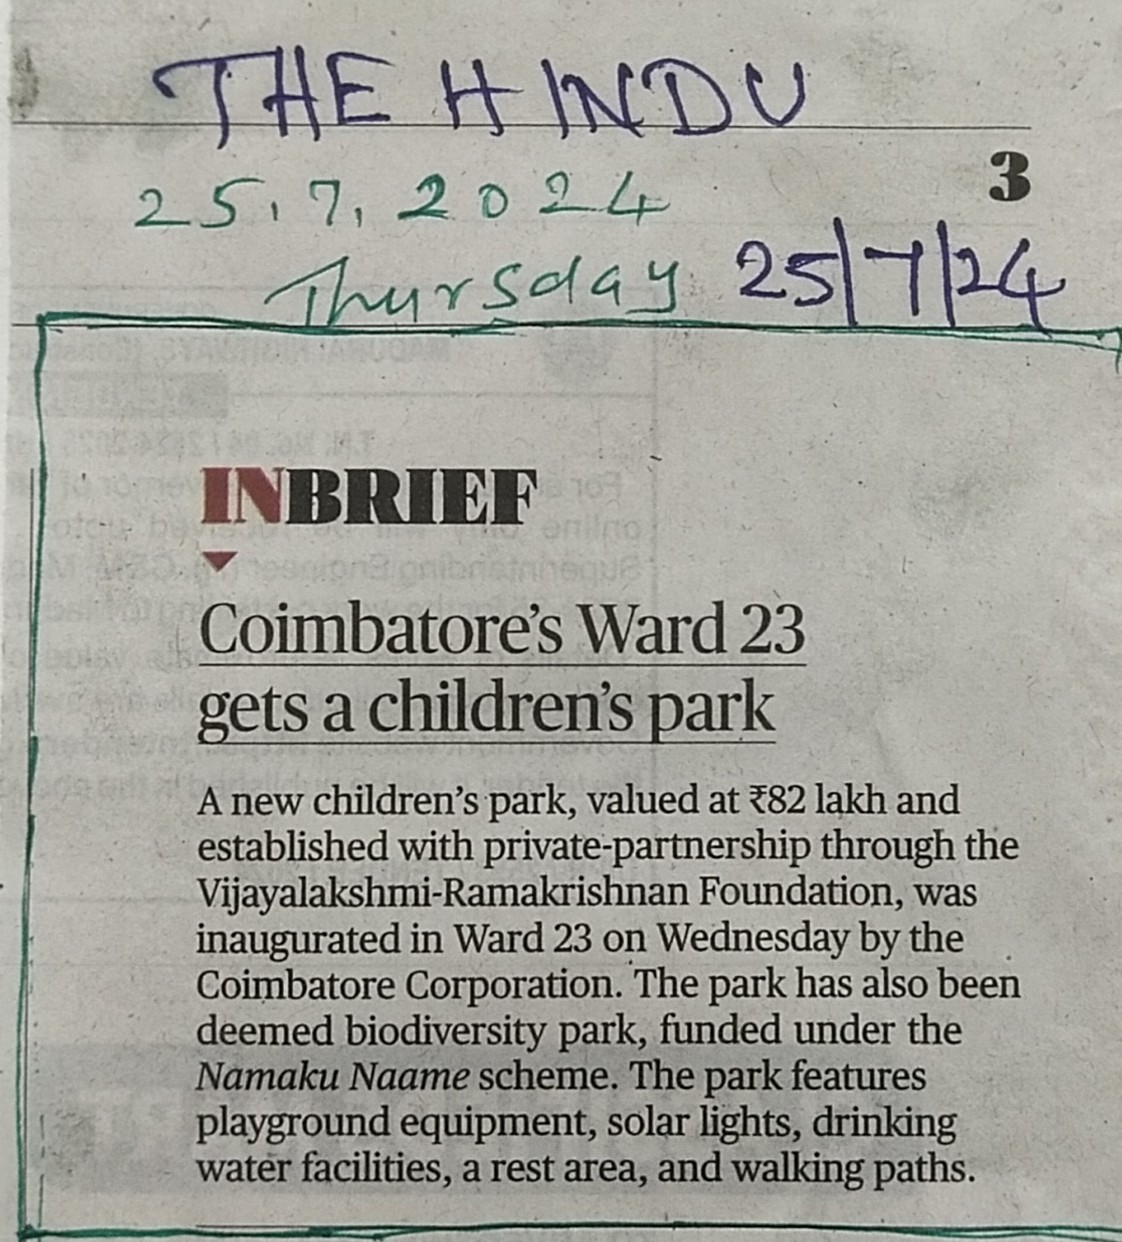 THE HINDU
3
25.7.2024
Thursday 25/7/24
INBRIEF
Coimbatore's Ward 23
gets a children's park
A new children's park, valued at ₹82 lakh and
established with private-partnership through the
Vijayalakshmi-Ramakrishnan Foundation, was
inaugurated in Ward 23 on Wednesday by the
Coimbatore Corporation. The park has also been
deemed biodiversity park, funded under the
Namaku Naame scheme. The park features
playground equipment, solar lights, drinking
water facilities, a rest area, and walking paths.